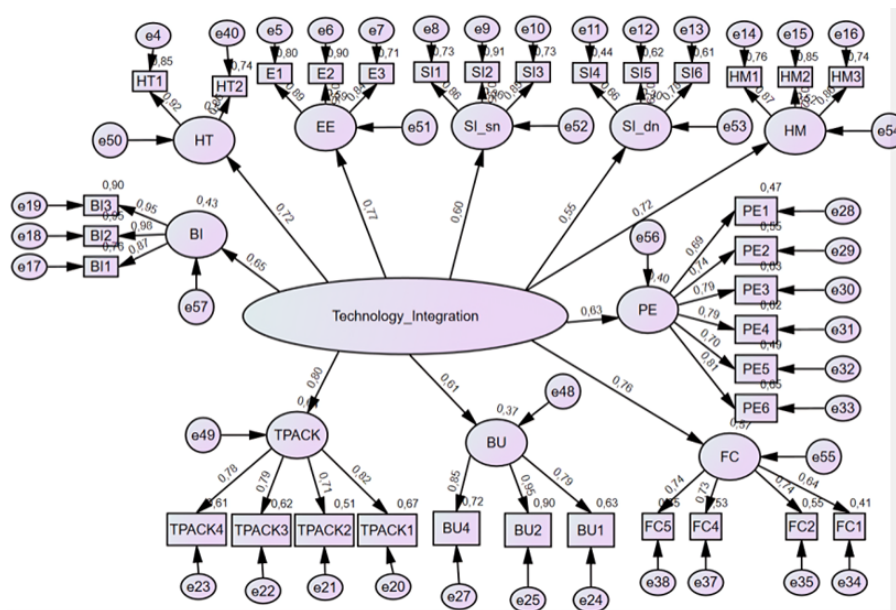 e4 e40 e5 e6 e7 e8 e9 e10 e11 e12 e13 e14 e15 e16
0,85 0,74 0,80 0,90 0,71 0,73 0,91 0,73 0,44 0,62 0,61 0,76 0,85 0,74
HT1 HT2 E1 E2 E3 SI1 SI2 SI3 SI4 SI5 SI6 HM1 HM2 HM3
0,92 0,89 0,86 0,85 0,66 0,87
e50 HT EE e51 SI_sn e52 SI_dn e53 HM
0,72 0,77 0,60 0,55 0,72
e19 0,90 BI3 0,95
e18 BI2 0,98
e17 BI1 0,87
0,43 BI
0,65
e57
Technology_Integration
0,63
e56
0,40 PE
0,47
0,69 PE1 e28
0,55
0,74 PE2 e29
0,79 PE3 e30
0,79 PE4 e31
0,49
0,70 PE5 e32
0,81 PE6 e33
0,80 0,61 0,76
e49 TPACK
0,37 BU e48
FC e55
0,78 0,79 0,71 0,82
0,61 0,62 0,51 0,67
TPACK4 TPACK3 TPACK2 TPACK1
e23 e22 e21 e20
0,85 0,95 0,79
0,72 0,90 0,63
BU4 BU2 BU1
e27 e25 e24
0,74 0,73 0,74 0,64
0,55 0,41
FC5 FC4 FC2 FC1
e38 e37 e35 e34